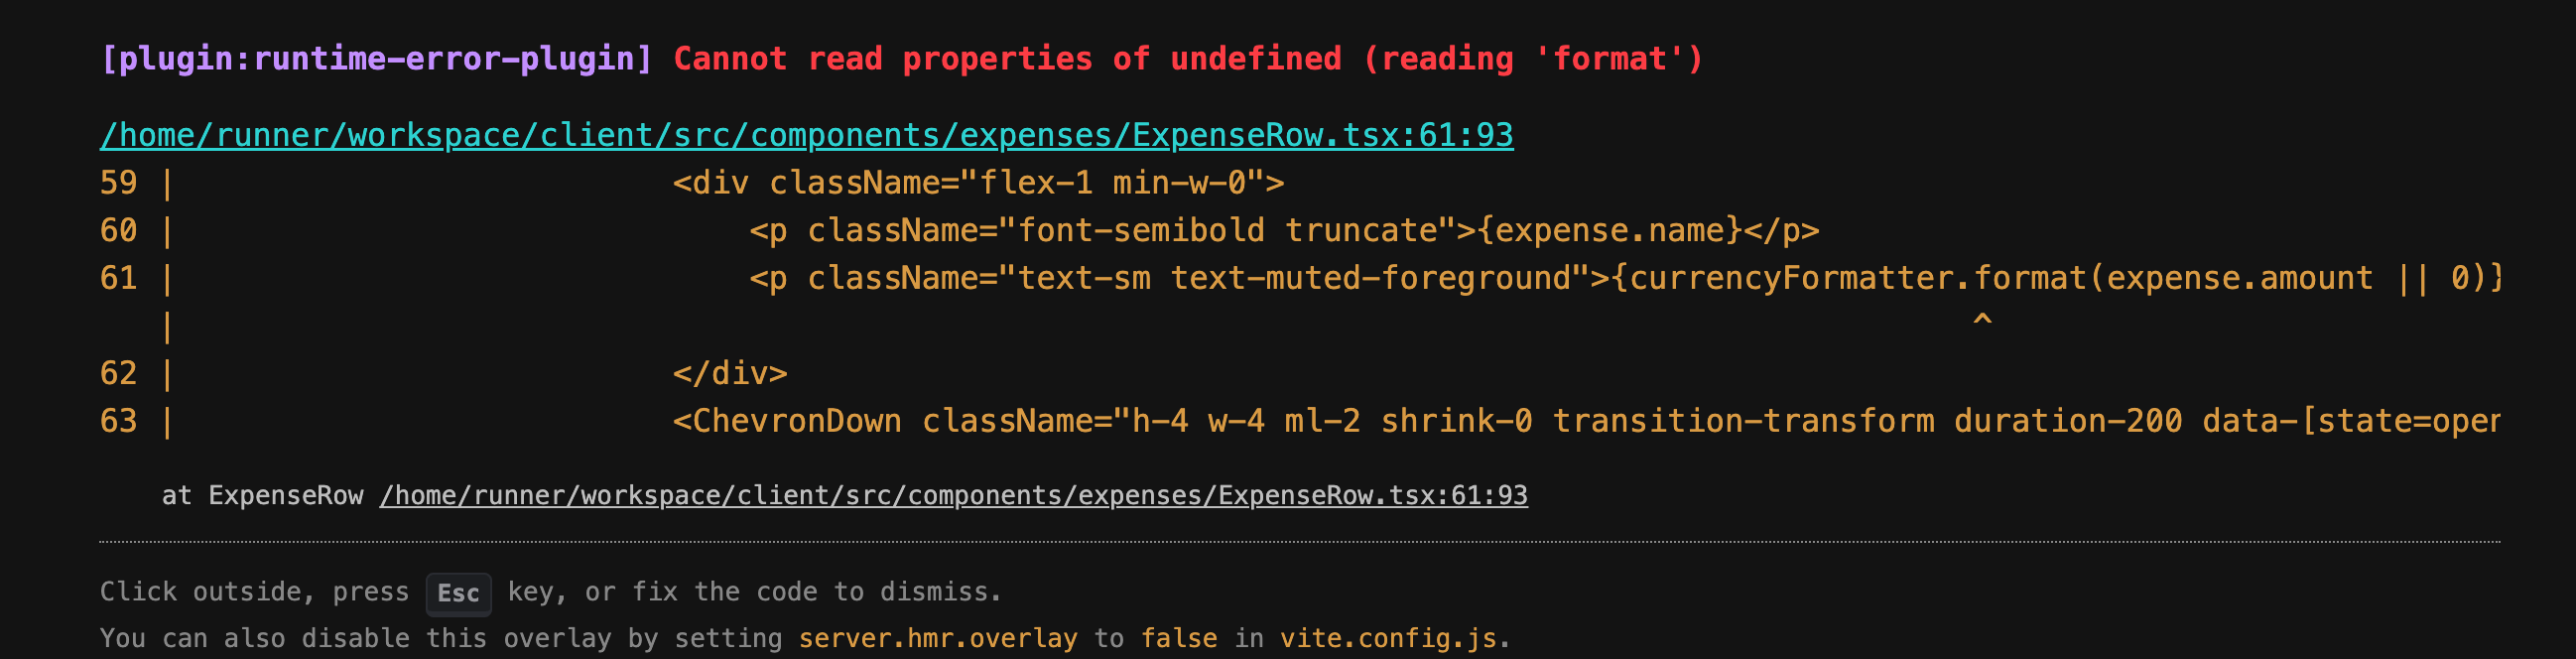 [plugin:runtime-error-plugin] Cannot read properties of undefined (reading 'format')
/home/runner/workspace/client/src/components/expenses/ExpenseRow.tsx:61:93
59 |                          <div className="flex-1 min-w-0">
60 |                              <p className="font-semibold truncate">{expense.name}</p>
61 |                              <p className="text-sm text-muted-foreground">{currencyFormatter.format(expense.amount || 0)}
   |                                                                                             ^
62 |                          </div>
63 |                          <ChevronDown className="h-4 w-4 ml-2 shrink-0 transition-transform duration-200 data-[state=open
    at ExpenseRow /home/runner/workspace/client/src/components/expenses/ExpenseRow.tsx:61:93
Click outside, press Esc key, or fix the code to dismiss.
You can also disable this overlay by setting server.hmr.overlay to false in vite.config.js.